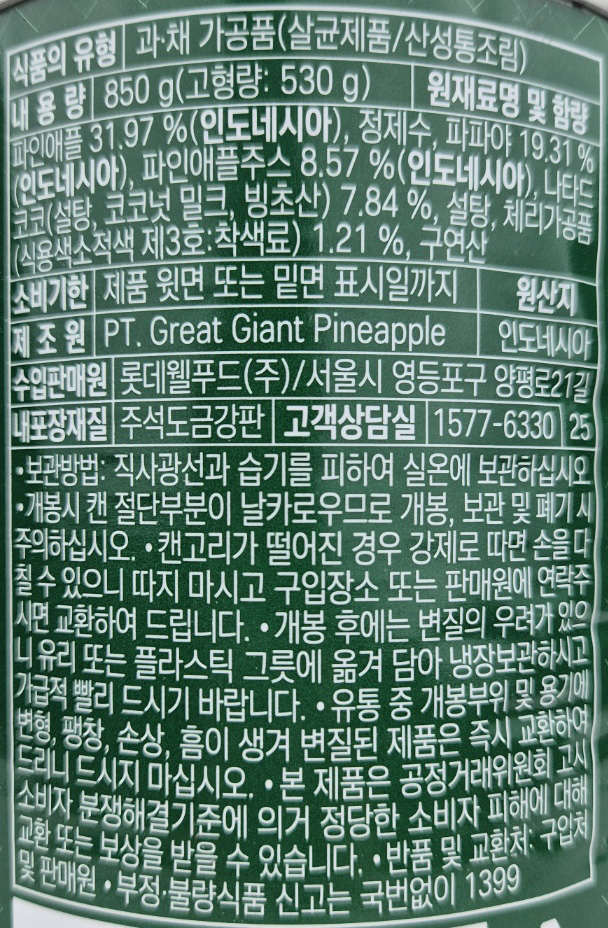 식품의 유형 과·채 가공품(살균제품/산성통조림)
내 용 량 850 g(고형량: 530 g) 원재료명 및 함량
파인애플 31.97 %(인도네시아), 정제수, 파파야 19.31 %
(인도네시아), 파인애플주스 8.57 %(인도네시아), 나타드
코코(설탕, 코코넛 밀크, 빙초산) 7.84 %, 설탕, 체리가공품
(식용색소적색 제3호:착색료) 1.21 %, 구연산
소비기한 제품 윗면 또는 밑면 표시일까지 원산지
제 조 원 PT. Great Giant Pineapple 인도네시아
수입판매원 롯데웰푸드(주)/서울시 영등포구 양평로21길
내포장재질 주석도금강판 고객상담실 1577-6330 25
•보관방법: 직사광선과 습기를 피하여 실온에 보관하십시오
•개봉시 캔 절단부분이 날카로우므로 개봉, 보관 및 폐기 시
주의하십시오. •캔고리가 떨어진 경우 강제로 따면 손을 다
칠 수 있으니 따지 마시고 구입장소 또는 판매원에 연락주
시면 교환하여 드립니다. •개봉 후에는 변질의 우려가 있으
니 유리 또는 플라스틱 그릇에 옮겨 담아 냉장보관하시고
가급적 빨리 드시기 바랍니다. •유통 중 개봉부위 및 용기에
변형, 팽창, 손상, 흠이 생겨 변질된 제품은 즉시 교환하여
드리니 드시지 마십시오. •본 제품은 공정거래위원회 고시
소비자 분쟁해결기준에 의거 정당한 소비자 피해에 대해
교환 또는 보상을 받을 수 있습니다. •반품 및 교환처: 구입처
및 판매원 •부정·불량식품 신고는 국번없이 1399